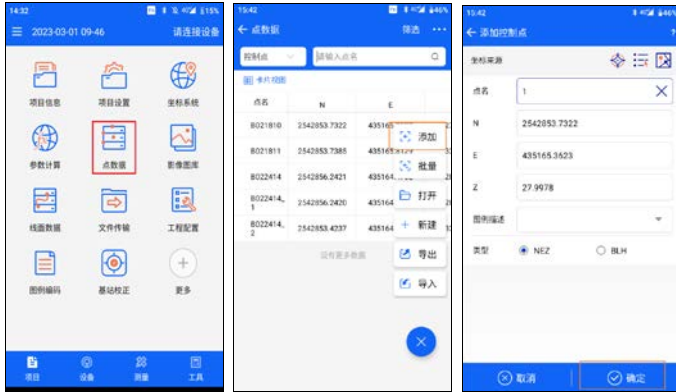 14:32
15%
2023-03-01 09-46
请连接设备
项目信息
项目设置
坐标系统
参数计算
点数据
影像图库
线面数据
文件传输
工程配置
图例编码
基站校正
更多
项目
设备
测量
工具
15:42
46%
点数据
筛选
控制点
请输入点名
卡片视图
点名 N E
8021810 2542853.7322
8021811 2542853.7385
8022414 2542856.2421
8022414_1 2542856.2420
8022414_2 2542853.4237
没有更多数据
添加
批量
打开
新建
导出
导入
15:42
添加控制点
坐标来源
点名 1
N 2542853.7322
E 435165.3623
Z 27.9978
图例描述
类型 NEZ BLH
取消
确定